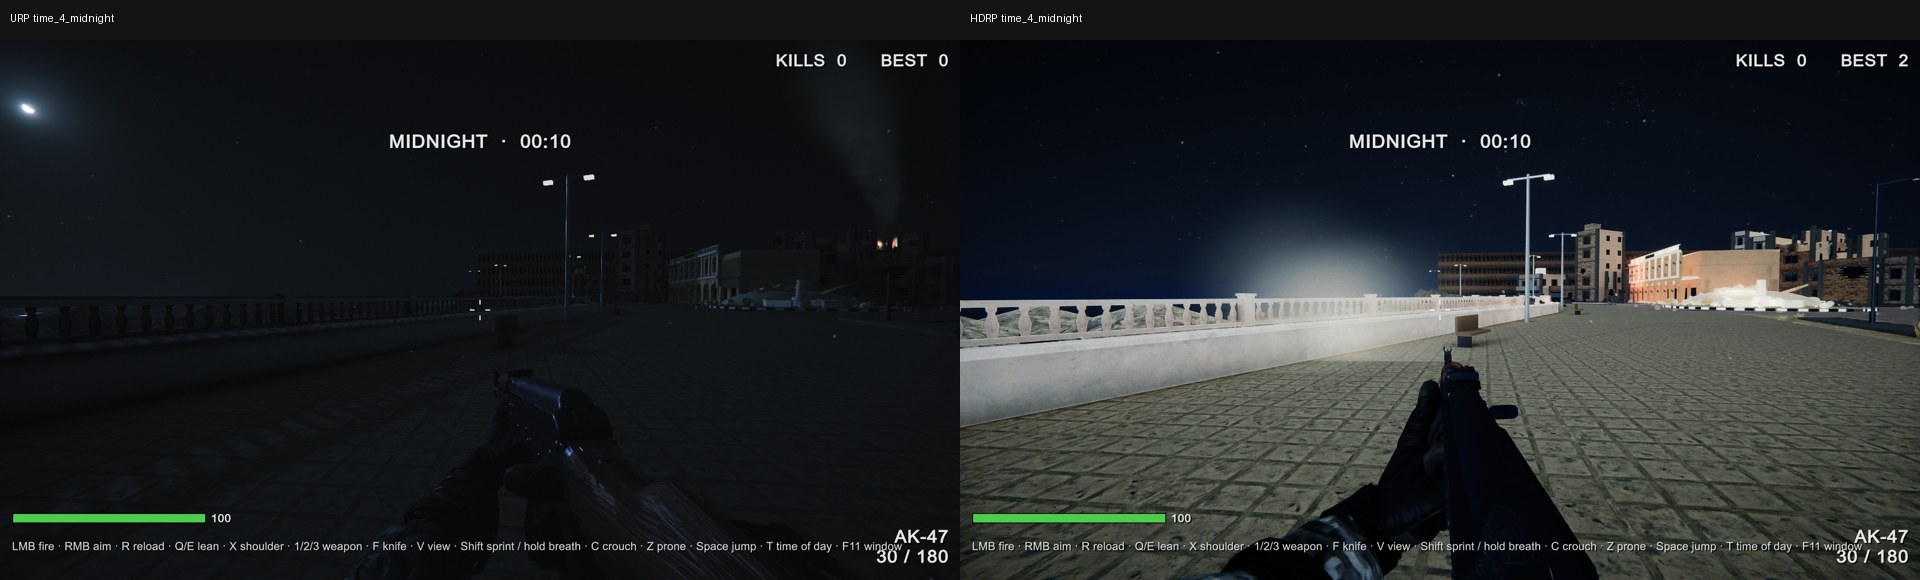 URP time_4_midnight
KILLS 0 BEST 0
MIDNIGHT · 00:10
100
LMB fire · RMB aim · R reload · Q/E lean · X shoulder · 1/2/3 weapon · F knife · V view · Shift sprint / hold breath · C crouch · Z prone · Space jump · T time of day · F11 window
AK-47
30 / 180
HDRP time_4_midnight
KILLS 0 BEST 2
MIDNIGHT · 00:10
100
LMB fire · RMB aim · R reload · Q/E lean · X shoulder · 1/2/3 weapon · F knife · V view · Shift sprint / hold breath · C crouch · Z prone · Space jump · T time of day · F11 window
AK-47
30 / 180